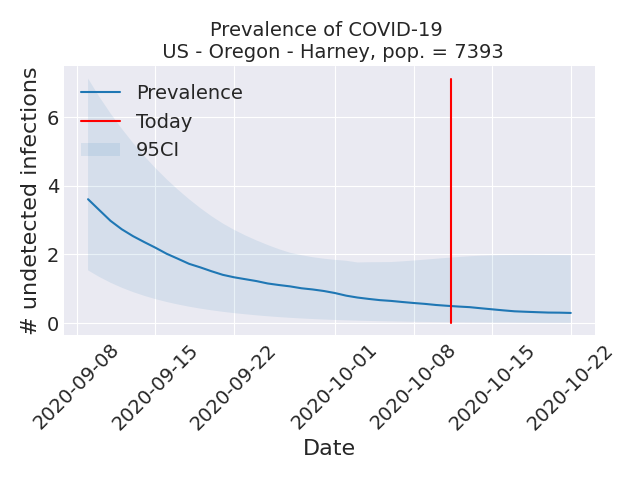 Prevalence of COVID-19
US - Oregon - Harney, pop. = 7393
# undetected infections
6
4
2
0
Prevalence
Today
95CI
2020-09-08
2020-09-15
2020-09-22
2020-10-01
2020-10-08
2020-10-15
2020-10-22
Date